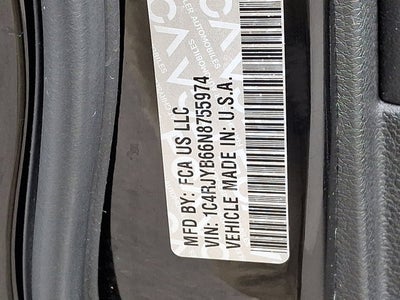 MFD BY: FCA US LLC
VIN: 1C4RJYB66N8755974
VEHICLE MADE IN: U.S.A.